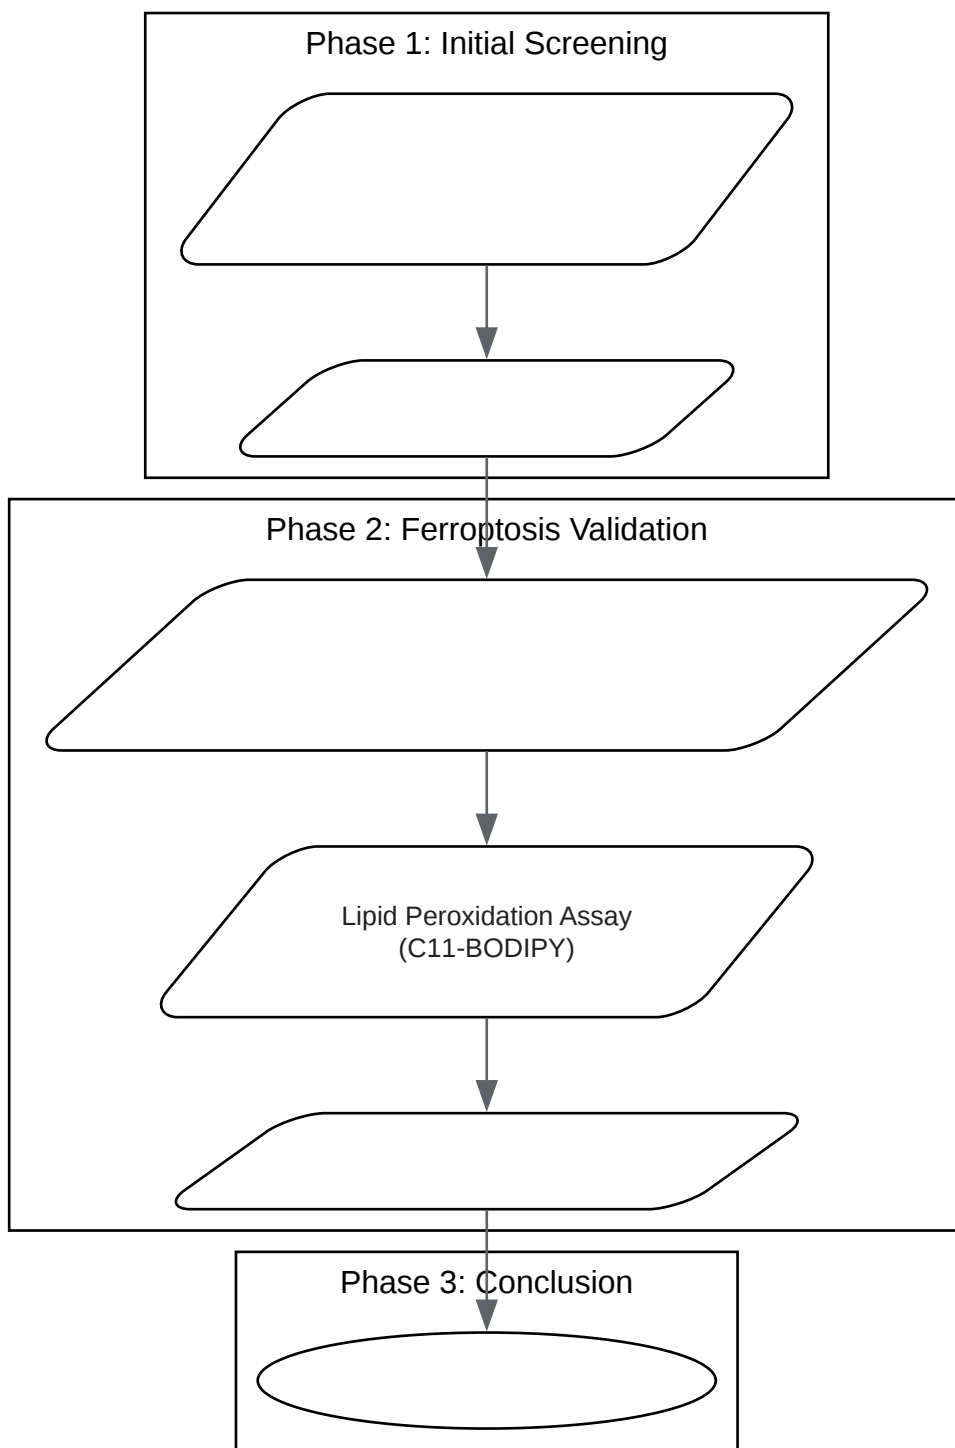 Phase 1: Initial Screening
Phase 2: Ferroptosis Validation
Lipid Peroxidation Assay
(C11-BODIPY)
Phase 3: Conclusion